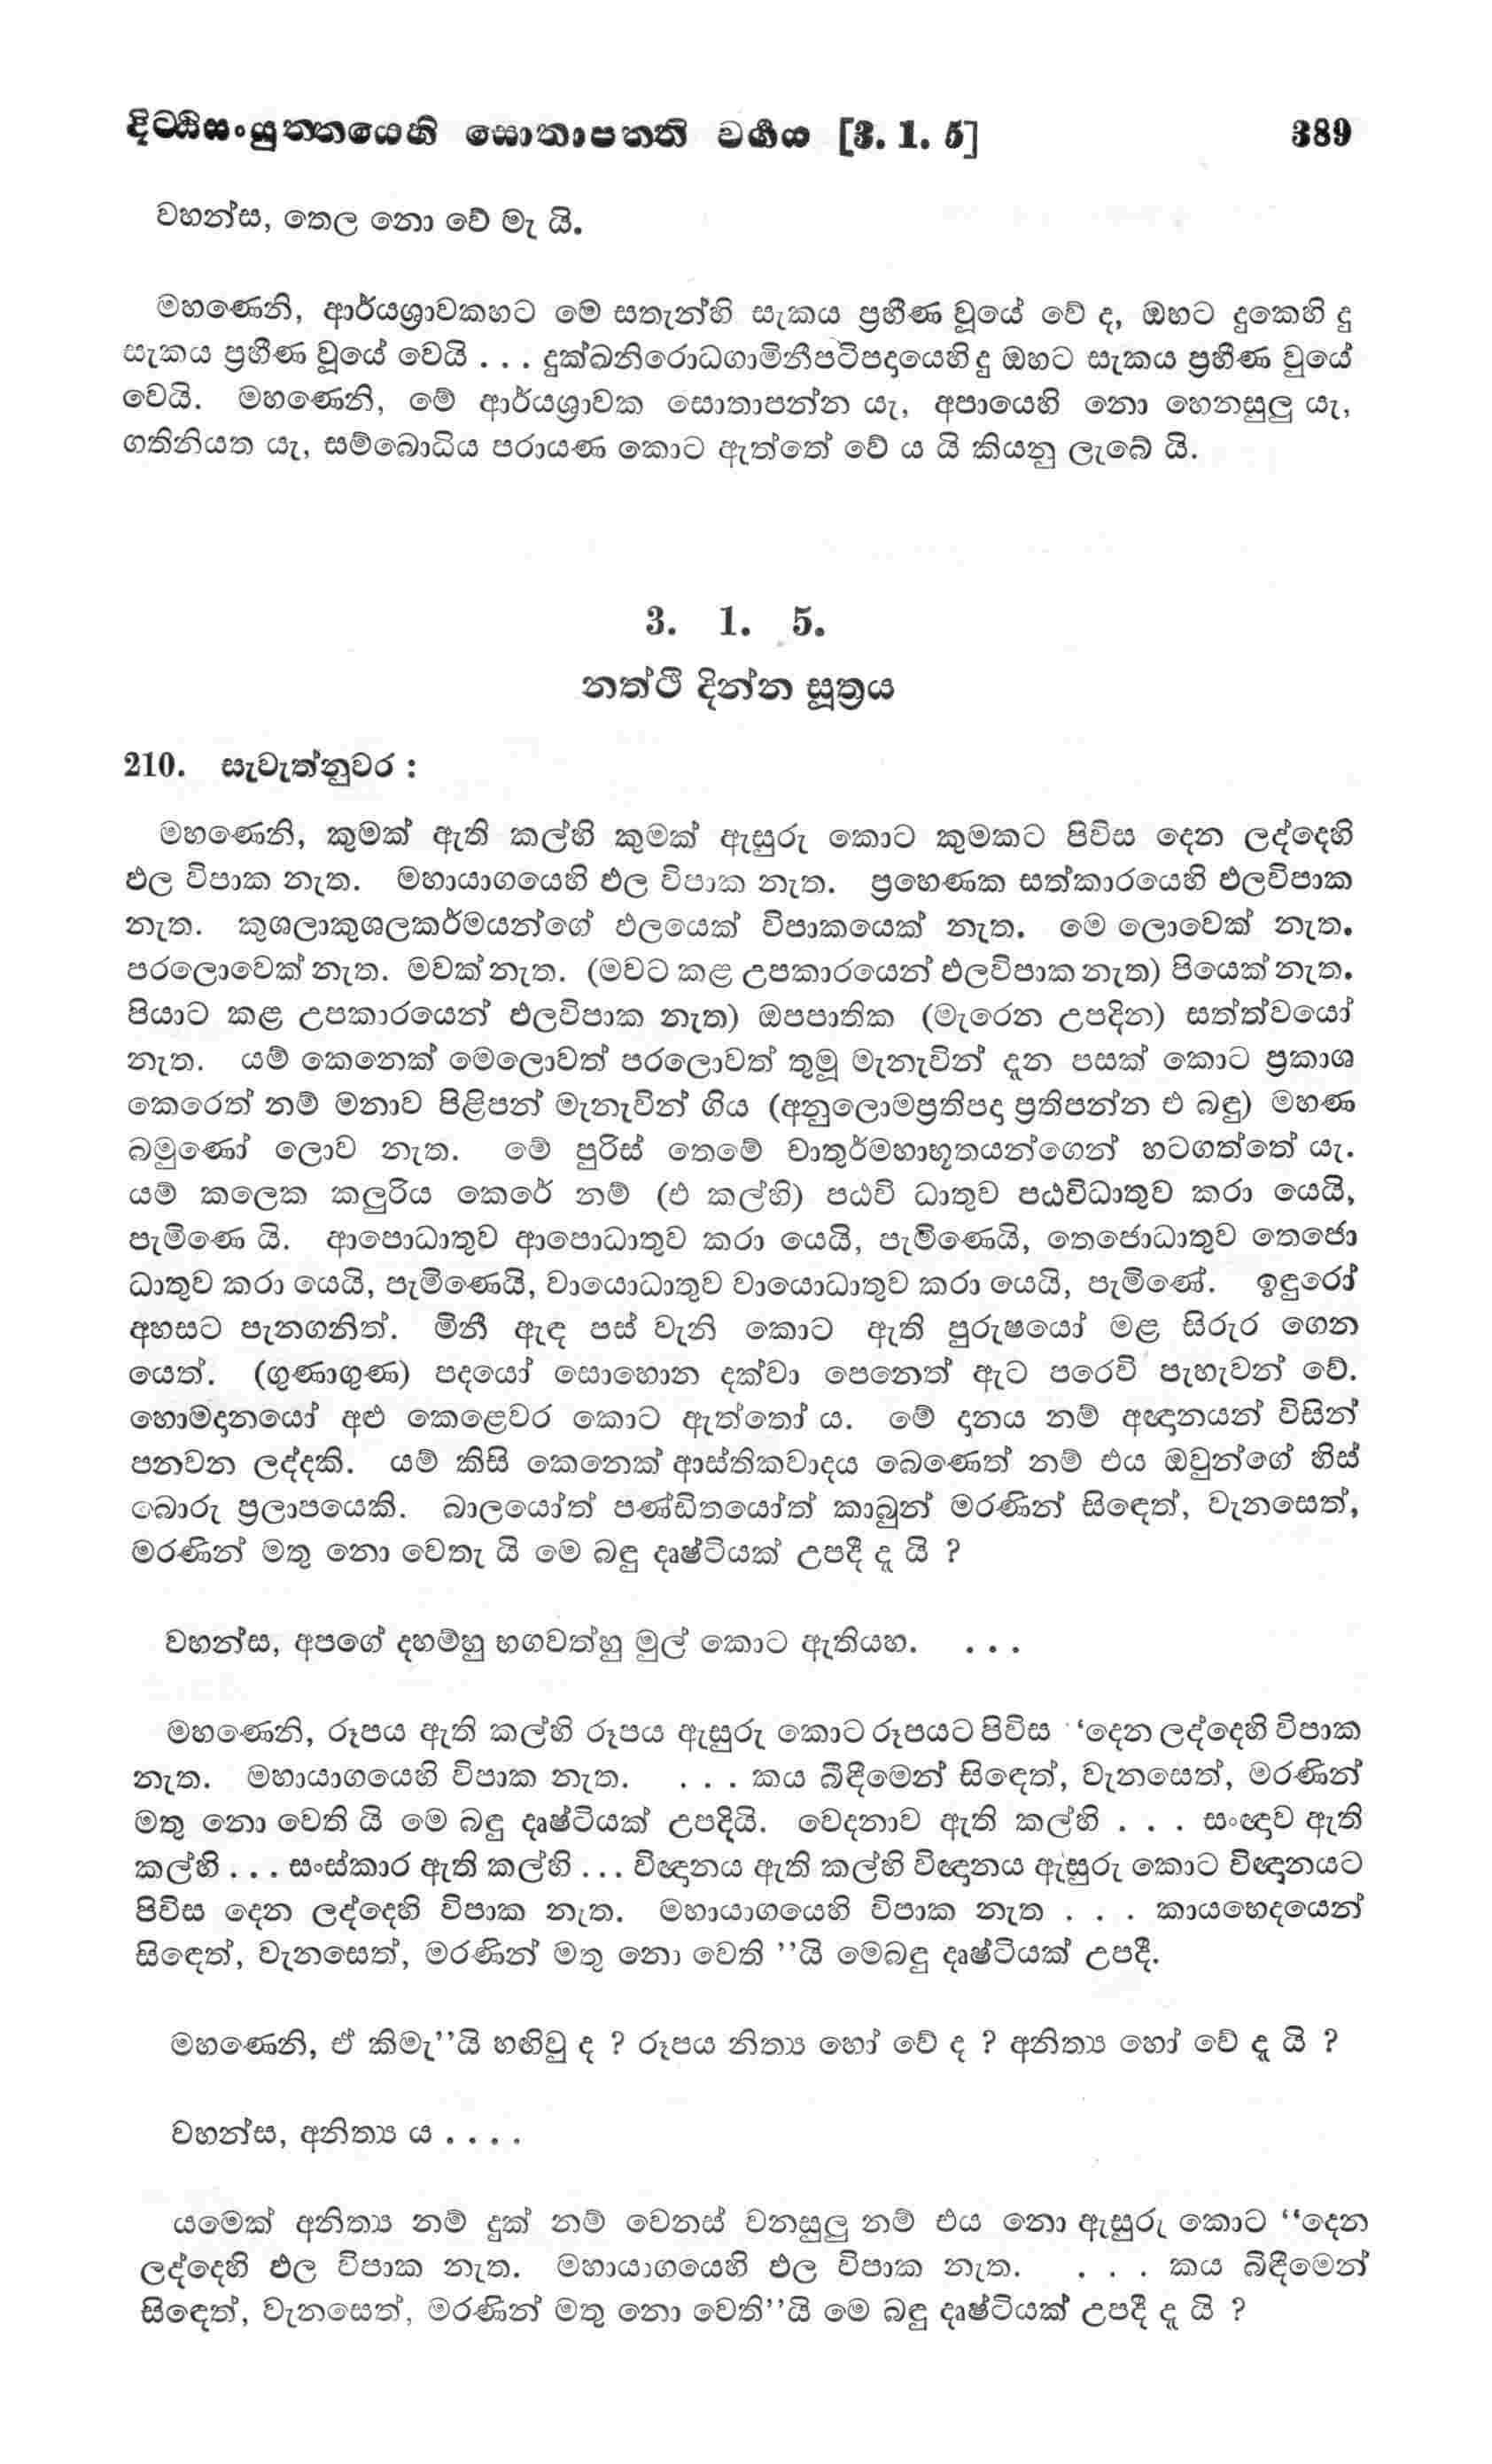 දිට්ඨිසංයුත්තයෙහි සොතාපත්ති වර්‍ගය [3. 1. 5] 389
වහන්ස, තෙල නො වේ මැ යි.
මහණෙනි, ආර්යශ්‍රාවකහට මේ සතැන්හි සැකය ප්‍රහීණ වූයේ වේ ද, ඔහට දුකෙහි දු
සැකය ප්‍රහීණ වූයේ වෙයි . . . දුක්ඛනිරොධගාමිනීපටිපදායෙහි දු ඔහට සැකය ප්‍රහීණ වූයේ
වෙයි. මහණෙනි, මේ ආර්යශ්‍රාවක සොතාපන්න යැ, අපායෙහි නො හෙනසුලු යැ,
ගතිනියත යැ, සම්බොධිය පරායණ කොට ඇත්තේ වේ ය යි කියනු ලැබේ යි.
3. 1. 5.
නත්ථි දින්න සූත්‍රය
210. සැවැත්නුවර :
මහණෙනි, කුමක් ඇති කල්හි කුමක් ඇසුරු කොට කුමකට පිවිස දෙන ලද්දෙහි
ඵල විපාක නැත. මහායාගයෙහි ඵල විපාක නැත. ප්‍රහෙණක සත්කාරයෙහි ඵලවිපාක
නැත. කුශලාකුශලකර්මයන්ගේ ඵලයෙක් විපාකයෙක් නැත. මෙ ලොවෙක් නැත.
පරලොවෙක් නැත. මවක් නැත. (මවට කළ උපකාරයෙන් ඵලවිපාක නැත) පියෙක් නැත.
පියාට කළ උපකාරයෙන් ඵලවිපාක නැත) ඔපපාතික (මැරෙන උපදින) සත්ත්වයෝ
නැත. යම් කෙනෙක් මෙලොවත් පරලොවත් තුමූ මැනැවින් දැන පසක් කොට ප්‍රකාශ
කෙරෙත් නම් මනාව පිළිපන් මැනැවින් ගිය (අනුලොමප්‍රතිපදා ප්‍රතිපන්න එ බඳු) මහණ
බමුණෝ ලොව නැත. මේ පුරිස් තෙමේ චාතුර්මහාභූතයන්ගෙන් හටගත්තේ යැ.
යම් කලෙක කලුරිය කෙරේ නම් (එ කල්හි) පඨවි ධාතුව පඨවිධාතුව කරා යෙයි,
පැමිණෙ යි. ආපොධාතුව ආපොධාතුව කරා යෙයි, පැමිණෙයි, තෙජොධාතුව තෙජො
ධාතුව කරා යෙයි, පැමිණෙයි, වායොධාතුව වායොධාතුව කරා යෙයි, පැමිණේ. ඉඳුරෝ
අහසට පැනගනිත්. මිනී ඇඳ පස් වැනි කොට ඇති පුරුෂයෝ මළ සිරුර ගෙන
යෙත්. (ගුණාගුණ) පදයෝ සොහොන දක්වා පෙනෙත් ඇට පරෙවි පැහැවන් වේ.
හොමදානයෝ අළු කෙළෙවර කොට ඇත්තෝ ය. මේ දානය නම් අඥානයන් විසින්
පනවන ලද්දකි. යම් කිසි කෙනෙක් ආස්තිකවාදය බෙණෙත් නම් එය ඔවුන්ගේ හිස්
බොරු ප්‍රලාපයෙකි. බාලයෝත් පණ්ඩිතයෝත් කාබුන් මරණින් සිඳෙත්, වැනසෙත්,
මරණින් මතු නො වෙතැ යි මෙ බඳු දෘෂ්ටියක් උපදී දැ යි ?
වහන්ස, අපගේ දහම්හු භගවත්හු මුල් කොට ඇතියහ. . . .
මහණෙනි, රූපය ඇති කල්හි රූපය ඇසුරු කොට රූපයට පිවිස ‘දෙන ලද්දෙහි විපාක
නැත. මහායාගයෙහි විපාක නැත. . . . කය බිඳීමෙන් සිඳෙත්, වැනසෙත්, මරණින්
මතු නො වෙති යි මෙ බඳු දෘෂ්ටියක් උපදියි. වෙදනාව ඇති කල්හි . . . සංඥාව ඇති
කල්හි . . . සංස්කාර ඇති කල්හි . . . විඥානය ඇති කල්හි විඥානය ඇසුරු කොට විඥානයට
පිවිස දෙන ලද්දෙහි විපාක නැත. මහායාගයෙහි විපාක නැත . . . කායභෙදයෙන්
සිඳෙත්, වැනසෙත්, මරණින් මතු නො වෙති ’’යි මෙබඳු දෘෂ්ටියක් උපදී.
මහණෙනි, ඒ කිමැ’’යි හඟිවු ද ? රූපය නිත්‍ය හෝ වේ ද ? අනිත්‍ය හෝ වේ දැ යි ?
වහන්ස, අනිත්‍ය ය . . . .
යමෙක් අනිත්‍ය නම් දුක් නම් වෙනස් වනසුලු නම් එය නො ඇසුරු කොට ‘‘දෙන
ලද්දෙහි ඵල විපාක නැත. මහායාගයෙහි ඵල විපාක නැත. . . . කය බිඳීමෙන්
සිඳෙත්, වැනසෙත්, මරණින් මතු නො වෙති’’යි මෙ බඳු දෘෂ්ටියක් උපදී දැ යි ?